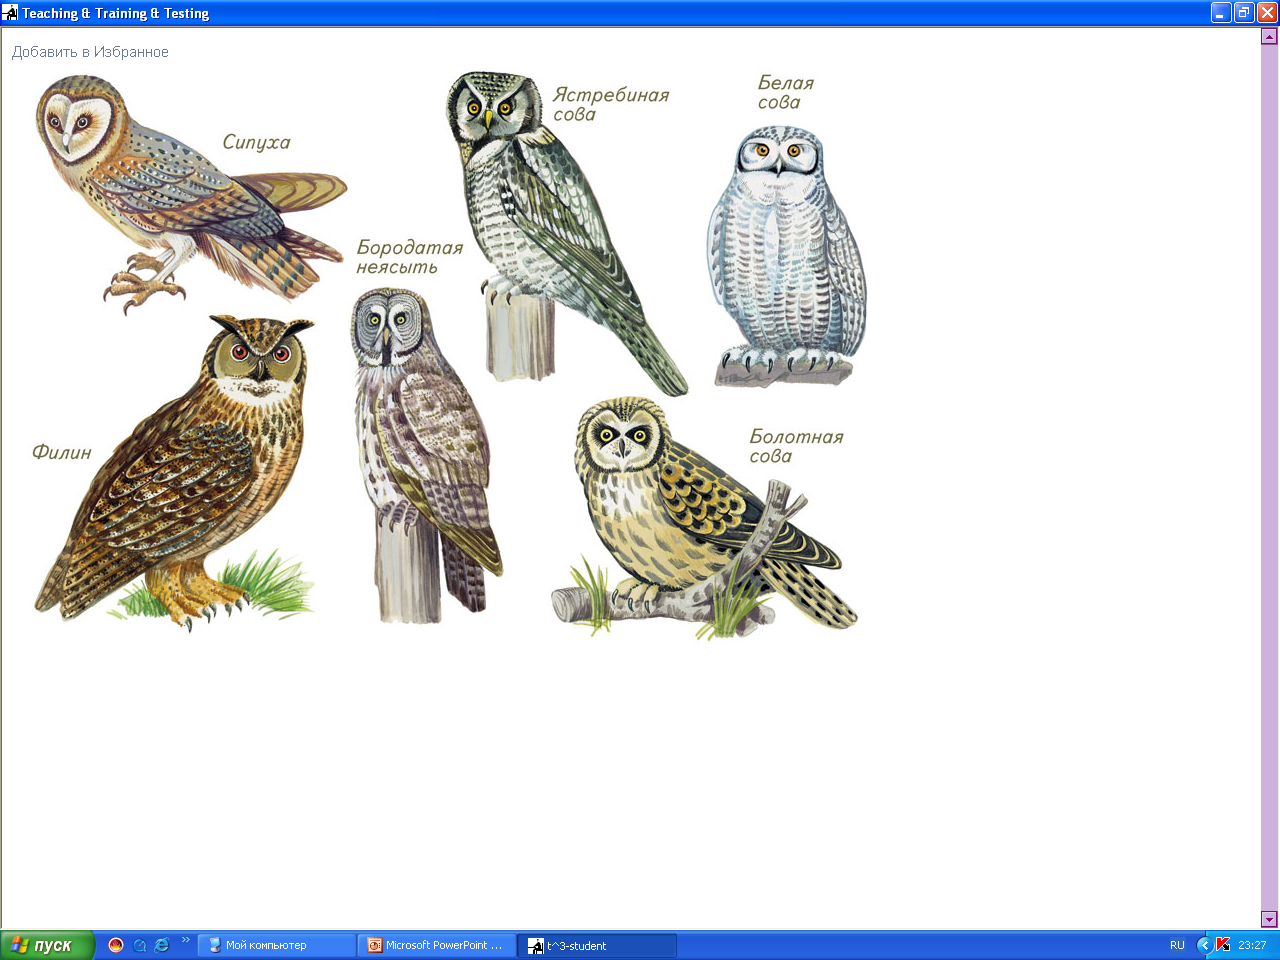 Teaching & Training & Testing
Добавить в Избранное
Сипуха
Ястребиная
сова
Белая
сова
Бородатая
неясыть
Филин
Болотная
сова
пуск
Мой компьютер
Microsoft PowerPoint ...
t^3-student
RU
23:27